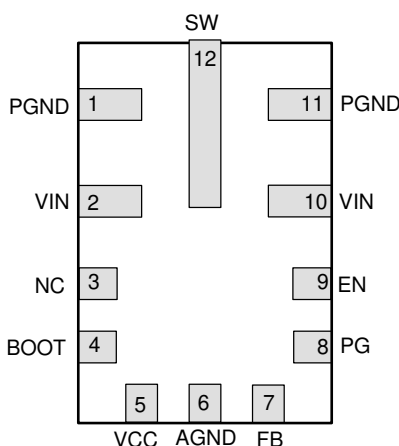 SW
12
PGND 1 11 PGND
VIN 2 10 VIN
NC 3 9 EN
BOOT 4 8 PG
5 6 7
VCC AGND FB